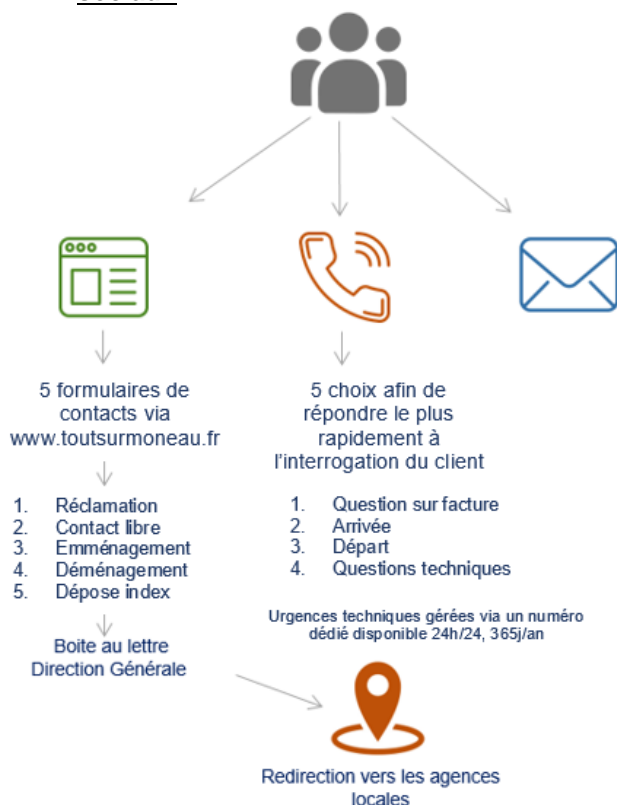 5 formulaires de
contacts via
www.toutsurmoneau.fr
1. Réclamation
2. Contact libre
3. Emménagement
4. Déménagement
5. Dépose index
Boite au lettre
Direction Générale
5 choix afin de
répondre le plus
rapidement à
l'interrogation du client
1. Question sur facture
2. Arrivée
3. Départ
4. Questions techniques
Urgences techniques gérées via un numéro
dédié disponible 24h/24, 365j/an
Redirection vers les agences
locales